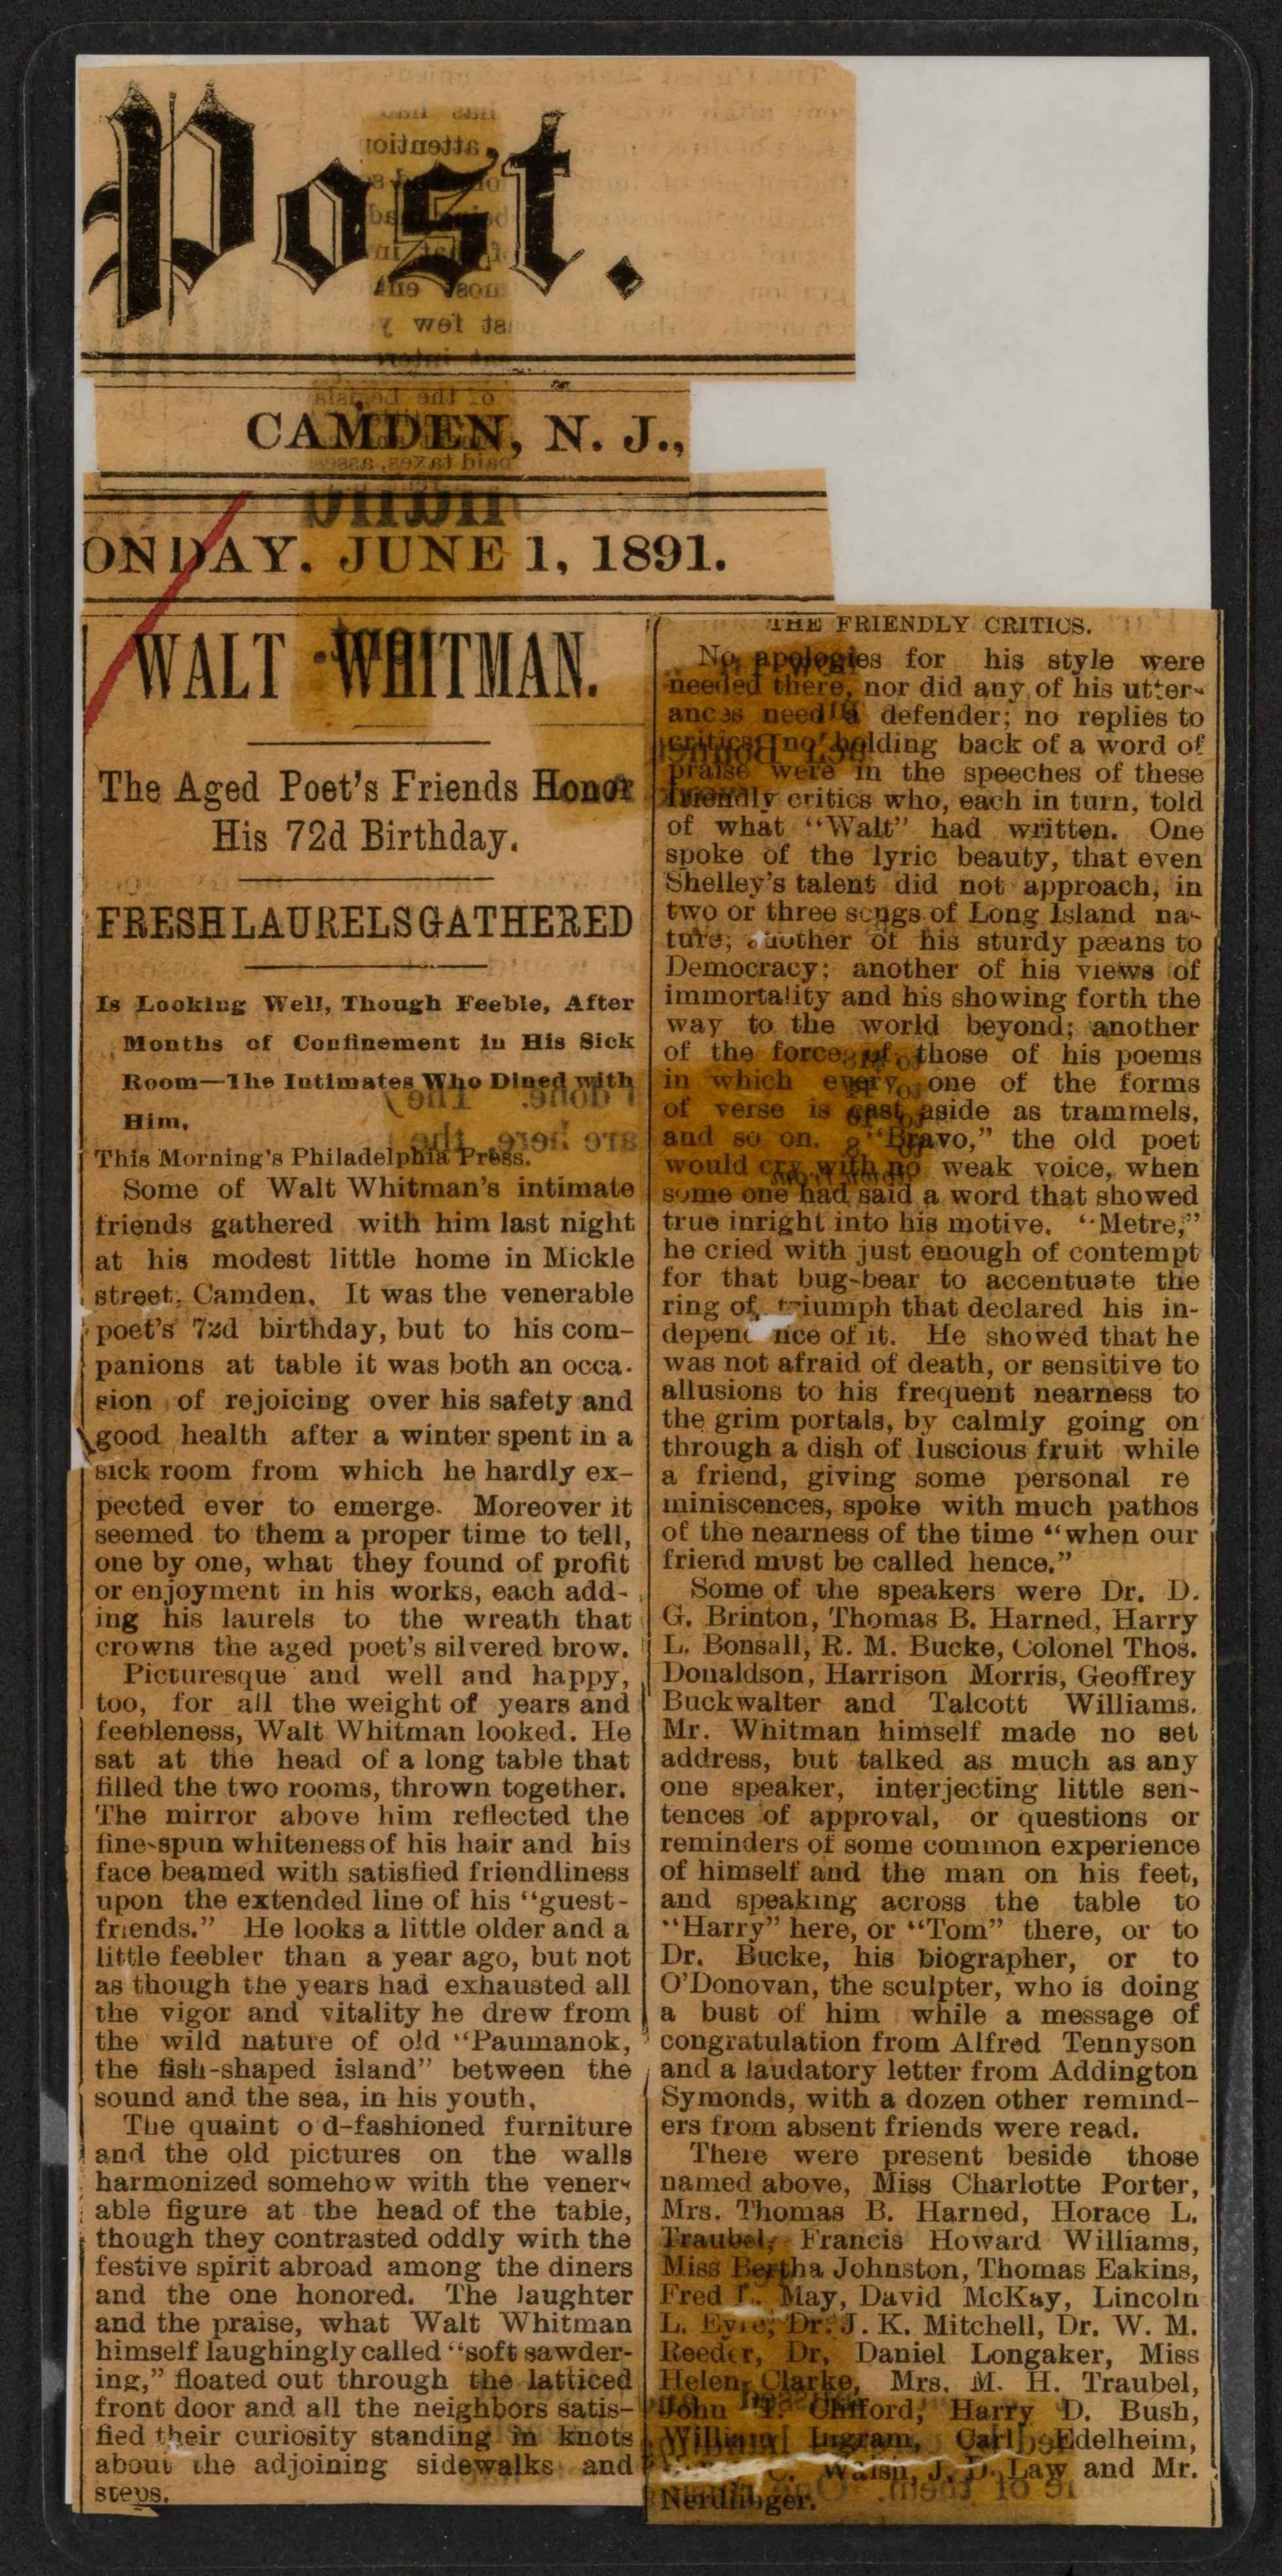 Post.
CAMDEN, N. J.,
ONDAY, JUNE 1, 1891.
WALT WHITMAN.
The Aged Poet's Friends Honor
His 72d Birthday.
FRESH LAURELS GATHERED
Is Looking Well, Though Feeble, After
Months of Confinement in His Sick
Room—The Intimates Who Dined with
Him.
This Morning's Philadelphia Press.
Some of Walt Whitman's intimate
friends gathered with him last night
at his modest little home in Mickle
street, Camden. It was the venerable
poet's 72d birthday, but to his com-
panions at table it was both an occa-
sion of rejoicing over his safety and
good health after a winter spent in a
sick room from which he hardly ex-
pected ever to emerge. Moreover it
seemed to them a proper time to tell,
one by one, what they found of profit
or enjoyment in his works, each add-
ing his laurels to the wreath that
crowns the aged poet's silvered brow.
Picturesque and well and happy,
too, for all the weight of years and
feebleness, Walt Whitman looked. He
sat at the head of a long table that
filled the two rooms, thrown together.
The mirror above him reflected the
fine-spun whiteness of his hair and his
face beamed with satisfied friendliness
upon the extended line of his "guest-
friends." He looks a little older and a
little feebler than a year ago, but not
as though the years had exhausted all
the vigor and vitality he drew from
the wild nature of old "Paumanok,
the fish-shaped island" between the
sound and the sea, in his youth.
The quaint o d-fashioned furniture
and the old pictures on the walls
harmonized somehow with the vener-
able figure at the head of the table,
though they contrasted oddly with the
festive spirit abroad among the diners
and the one honored. The laughter
and the praise, what Walt Whitman
himself laughingly called "soft sawder-
ing," floated out through the latticed
front door and all the neighbors satis-
fied their curiosity standing in knots
about the adjoining sidewalks and
steps.
THE FRIENDLY CRITICS.
No apologies for his style were
needed there, nor did any of his utter-
ances need a defender; no replies to
critics, no holding back of a word of
praise were in the speeches of these
friendly critics who, each in turn, told
of what "Walt" had written. One
spoke of the lyric beauty, that even
Shelley's talent did not approach, in
two or three songs of Long Island na-
ture; another of his sturdy pæans to
Democracy; another of his views of
immortality and his showing forth the
way to the world beyond; another
of the force of those of his poems
in which every one of the forms
of verse is cast aside as trammels,
and so on. "Bravo," the old poet
would cry with no weak voice, when
some one had said a word that showed
true inright into his motive. "Metre,"
he cried with just enough of contempt
for that bug-bear to accentuate the
ring of triumph that declared his in-
dependence of it. He showed that he
was not afraid of death, or sensitive to
allusions to his frequent nearness to
the grim portals, by calmly going on
through a dish of luscious fruit while
a friend, giving some personal re
miniscences, spoke with much pathos
of the nearness of the time "when our
friend must be called hence."
Some of the speakers were Dr. D.
G. Brinton, Thomas B. Harned, Harry
L. Bonsall, R. M. Bucke, Colonel Thos.
Donaldson, Harrison Morris, Geoffrey
Buckwalter and Talcott Williams.
Mr. Whitman himself made no set
address, but talked as much as any
one speaker, interjecting little sen-
tences of approval, or questions or
reminders of some common experience
of himself and the man on his feet,
and speaking across the table to
"Harry" here, or "Tom" there, or to
Dr. Bucke, his biographer, or to
O'Donovan, the sculpter, who is doing
a bust of him while a message of
congratulation from Alfred Tennyson
and a laudatory letter from Addington
Symonds, with a dozen other remind-
ers from absent friends were read.
There were present beside those
named above, Miss Charlotte Porter,
Mrs. Thomas B. Harned, Horace L.
Traubel, Francis Howard Williams,
Miss Bertha Johnston, Thomas Eakins,
Fred May, David McKay, Lincoln
L. Eyre, Dr. J. K. Mitchell, Dr. W. M.
Reeder, Dr. Daniel Longaker, Miss
Helen Clarke, Mrs. M. H. Traubel,
John Clifford, Harry D. Bush,
William Ingram, Carl Edelheim,
C. Walsh, J. D. Law and Mr.
Nerdlinger.